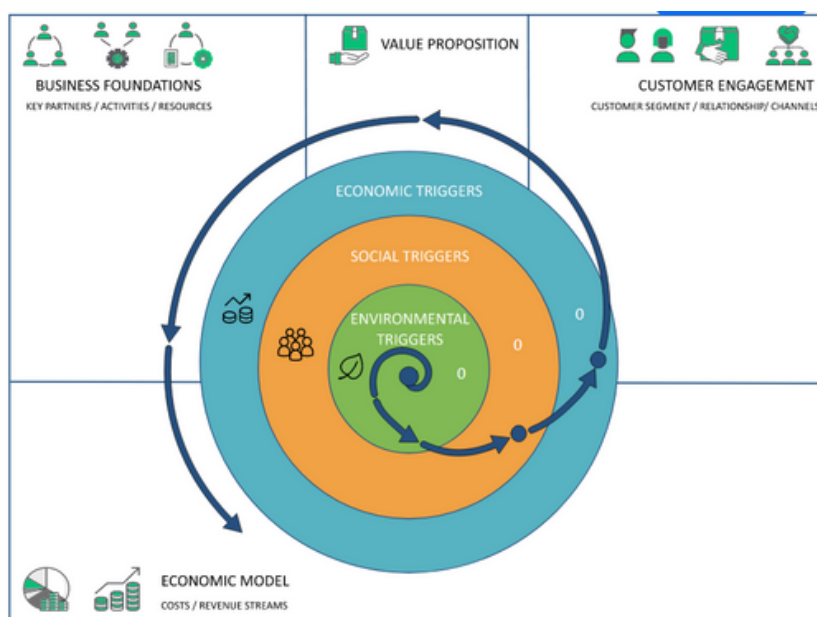 BUSINESS FOUNDATIONS
KEY PARTNERS / ACTIVITIES / RESOURCES
VALUE PROPOSITION
CUSTOMER ENGAGEMENT
CUSTOMER SEGMENT / RELATIONSHIP/ CHANNELS
ECONOMIC TRIGGERS
SOCIAL TRIGGERS
ENVIRONMENTAL
TRIGGERS
0
0
0
ECONOMIC MODEL
COSTS / REVENUE STREAMS